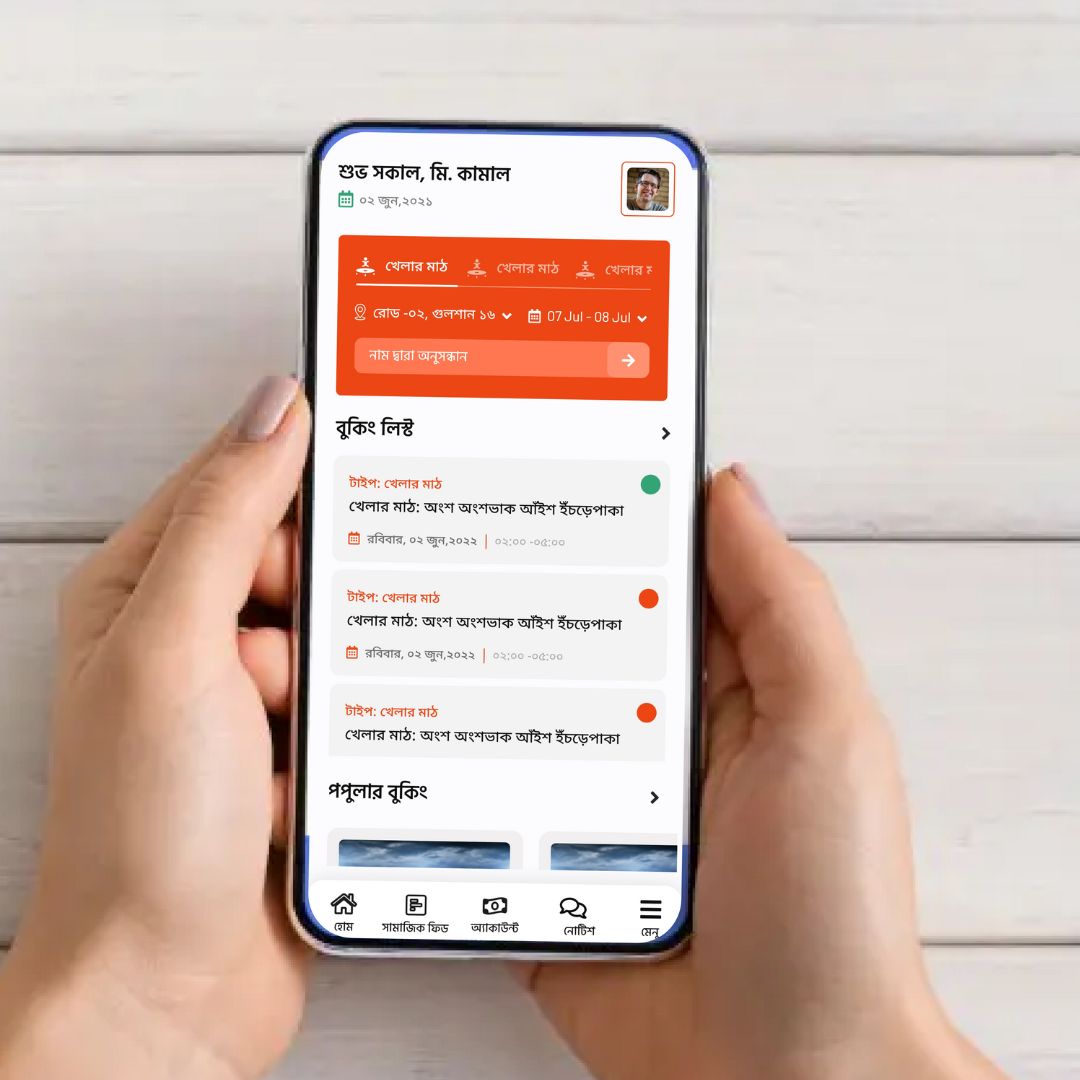 শুভ সকাল, মি. কামাল
০২ জুন,২০২১
খেলার মাঠ খেলার মাঠ খেলার ম
রোড -০২, গুলশান ১৬ 07 Jul - 08 Jul
নাম দ্বারা অনুসন্ধান
বুকিং লিস্ট
টাইপ: খেলার মাঠ
খেলার মাঠ: অংশ অংশভাক আঁইশ ইঁচড়েপাকা
রবিবার, ০২ জুন,২০২২ | ০২:০০ -০৫:০০
টাইপ: খেলার মাঠ
খেলার মাঠ: অংশ অংশভাক আঁইশ ইঁচড়েপাকা
রবিবার, ০২ জুন,২০২২ | ০২:০০ -০৫:০০
টাইপ: খেলার মাঠ
খেলার মাঠ: অংশ অংশভাক আঁইশ ইঁচড়েপাকা
পপুলার বুকিং
হোম সামাজিক ফিড অ্যাকাউন্ট নোটিশ মেনু